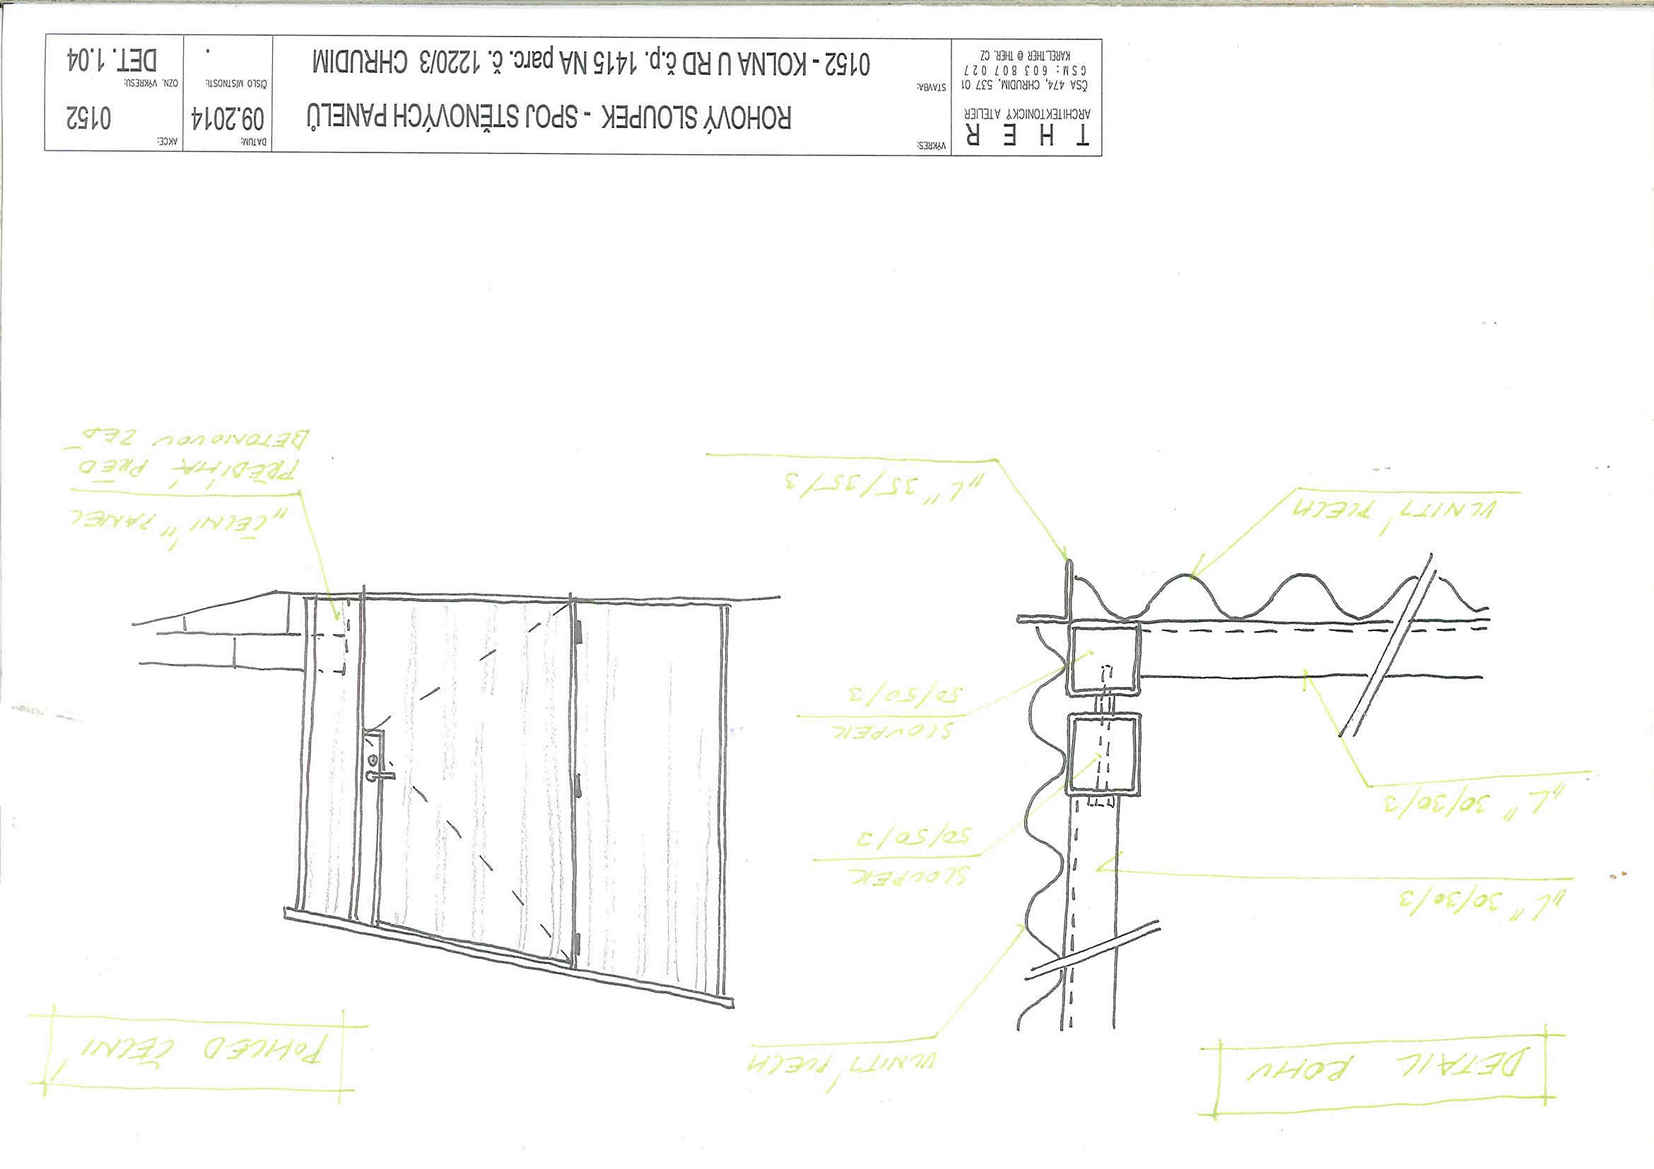 DETAIL ROHU
POHLED ČELNÍ
VLNITÝ PLECH
„L" 30/30/3
SLOUPEK
50/50/3
„L" 30/30/3
SLOUPEK
50/50/3
VLNITÝ PLECH
„L" 35/35/3
„ČELNÍ" PANEL
PŘEBÍHÁ PŘED
BETONOVOU ZEĎ
THER
ARCHITEKTONICKÝ ATELIER
ČSA 474, CHRUDIM, 537 01
GSM: 603 807 027
KAREL.THER @ THER. CZ
VÝKRES:
ROHOVÝ SLOUPEK - SPOJ STĚNOVÝCH PANELŮ
STAVBA:
0152 - KOLNA U RD č.p. 1415 NA parc. č. 1220/3 CHRUDIM
DATUM:
09.2014
AKCE:
0152
ČÍSLO MÍSTNOSTI:
.
OZN. VÝKRESU:
DET. 1.04